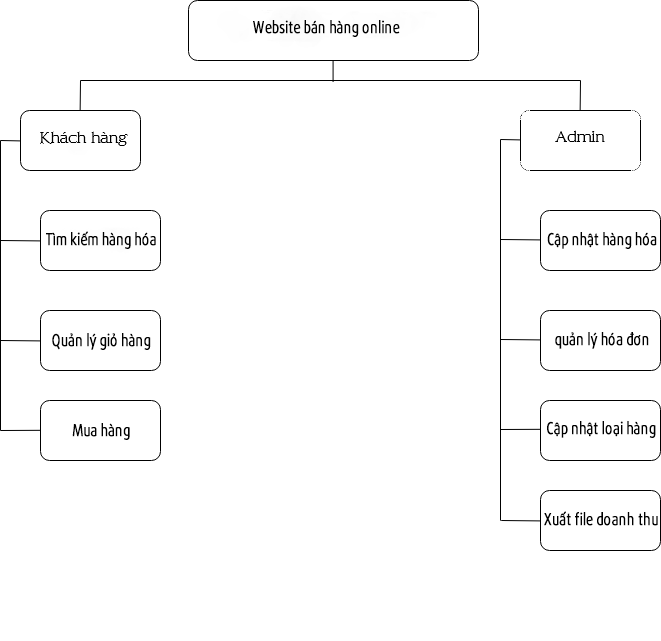 Website bán hàng online
Khách hàng
Admin
Tìm kiếm hàng hóa
Cập nhật hàng hóa
Quản lý giỏ hàng
quản lý hóa đơn
Mua hàng
Cập nhật loại hàng
Xuất file doanh thu